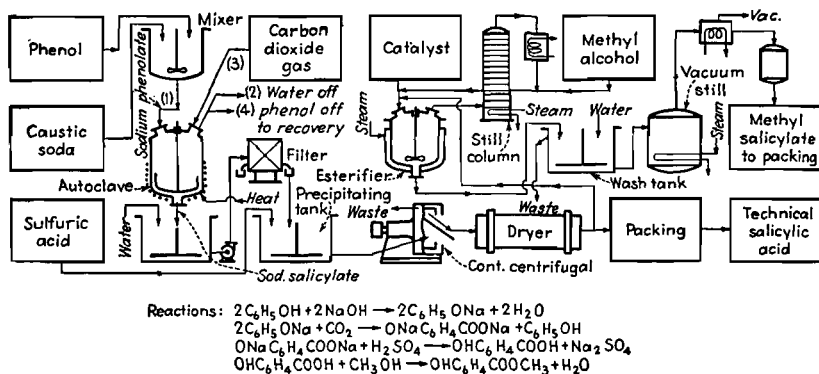 Mixer
Phenol
Carbon
dioxide
gas
(3)
(1)
Sodium phenolate
(2) Water off
(4) phenol off
to recovery
Caustic
soda
Autoclave
Filter
Heat
Sulfuric
acid
Water
Sod. salicylate
Precipitating
tank
Catalyst
Methyl
alcohol
Vac.
Vacuum
still
Steam
Steam
Water
Still
column
Esterifier
Wash tank
Steam
Methyl
salicylate
to packing
Waste
Waste
Dryer
Cont. centrifugal
Packing
Technical
salicylic
acid
Reactions: 2C₆H₅OH + 2NaOH → 2C₆H₅ONa + 2H₂O
2C₆H₅ONa + CO₂ → ONaC₆H₄COONa + C₆H₅OH
ONaC₆H₄COONa + H₂SO₄ → OHC₆H₄COOH + Na₂SO₄
OHC₆H₄COOH + CH₃OH → OHC₆H₄COOCH₃ + H₂O